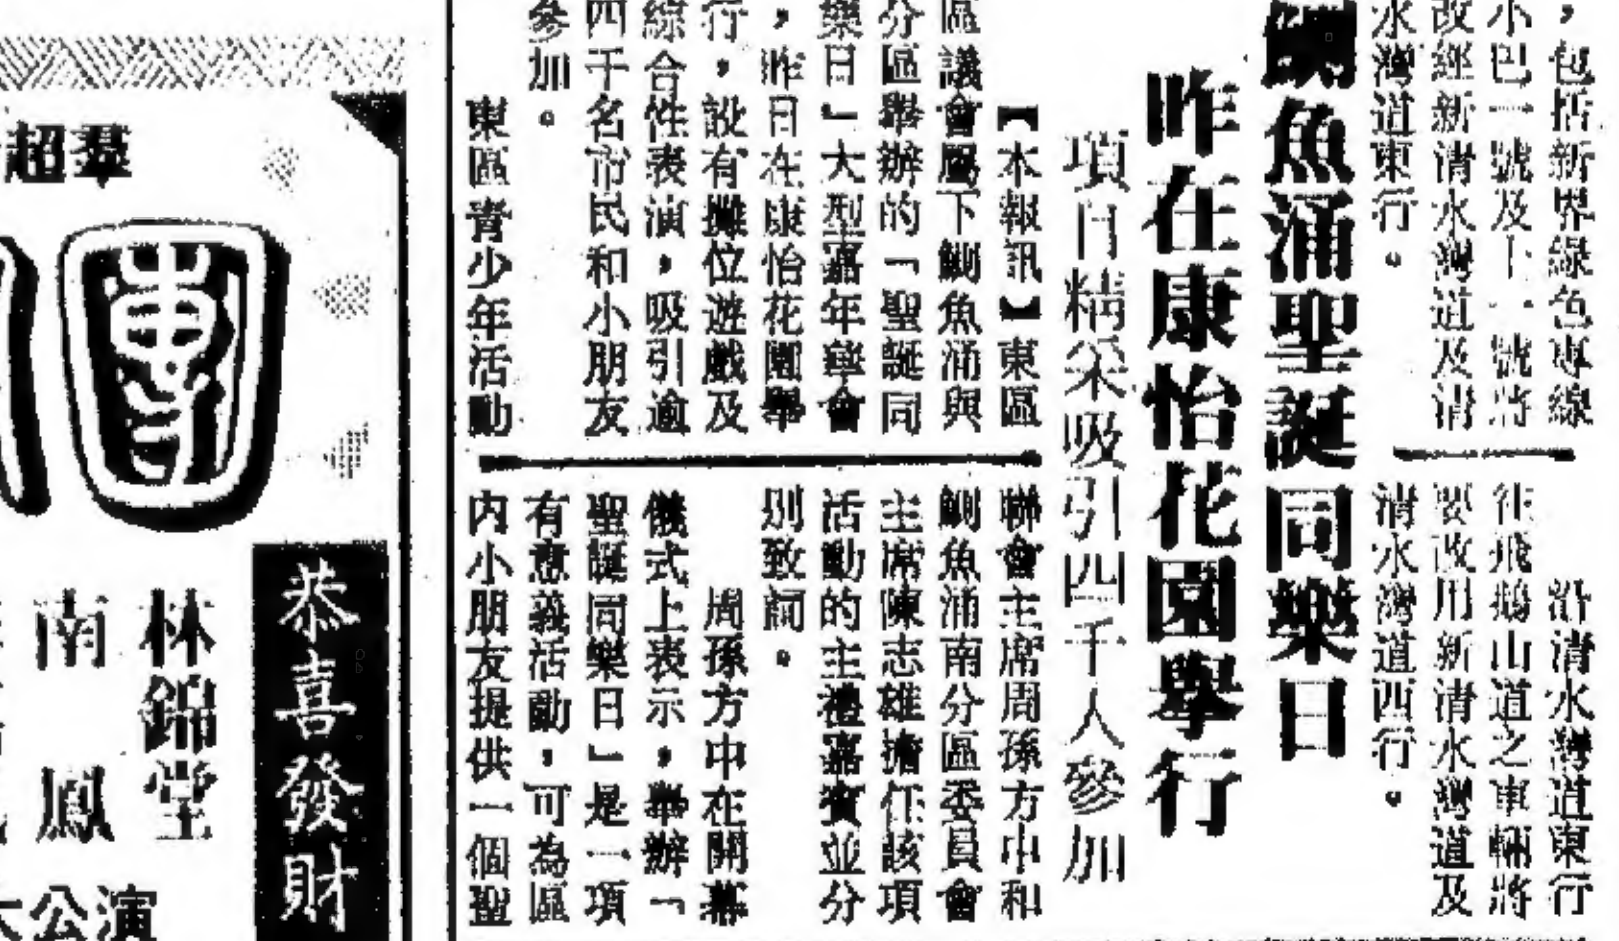 ，包括新界綠色專線
小巴一號及十一號將
改經新清水灣道及清
水灣道東行。
沿清水灣道東行
往飛鵝山道之車輛將
要改用新清水灣道及
清水灣道西行。
鰂魚涌聖誕同樂日
昨在康怡花園舉行
項目精采吸引四千人參加
【本報訊】東區
區議會屬下鰂魚涌與
分區舉辦的「聖誕同
樂日」大型嘉年華會
，昨日在康怡花園舉
行，設有攤位遊戲及
綜合性表演，吸引逾
四千名市民和小朋友
參加。
東區青少年活動
聯會主席周孫方中和
鰂魚涌南分區委員會
主席陳志雄擔任該項
活動的主禮嘉賓並分
別致詞。
周孫方中在開幕
儀式上表示，舉辦「
聖誕同樂日」是一項
有意義活動，可為區
內小朋友提供一個聖
超羣
恭喜發財
林錦堂
南鳳
公演